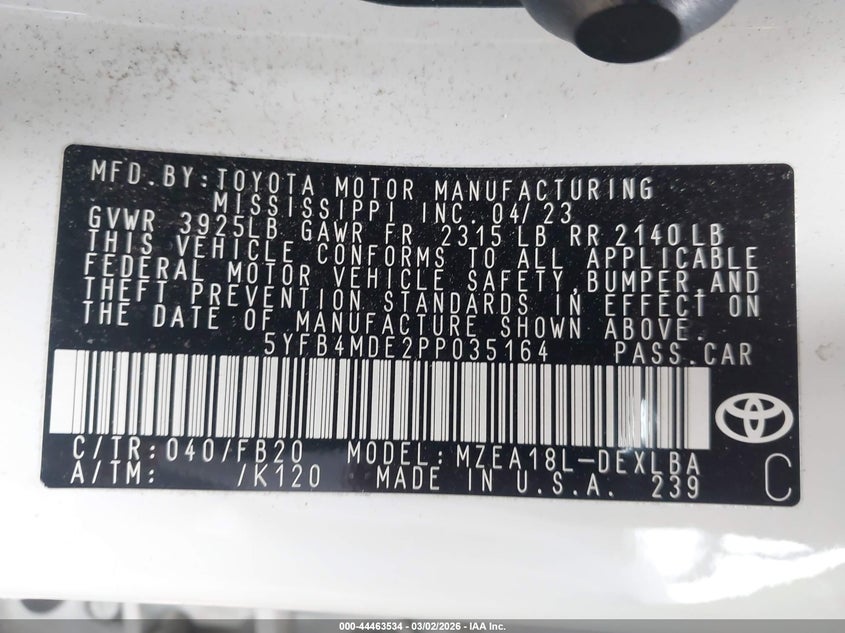 MFD.BY:TOYOTA MOTOR MANUFACTURING
MISSISSIPPI INC. 04/23
GVWR 3925LB GAWR FR 2315 LB RR 2140 LB
THIS VEHICLE CONFORMS TO ALL APPLICABLE
FEDERAL MOTOR VEHICLE SAFETY,BUMPER,AND
THEFT PREVENTION STANDARDS IN EFFECT ON
THE DATE OF MANUFACTURE SHOWN ABOVE.
5YFB4MDE2PP035164 PASS.CAR
C/TR:040/FB20 MODEL:MZEA18L-DEXLBA
A/TM: /K120 MADE IN U.S.A. 239
C
000-44463534 - 03/02/2026 - IAA Inc.